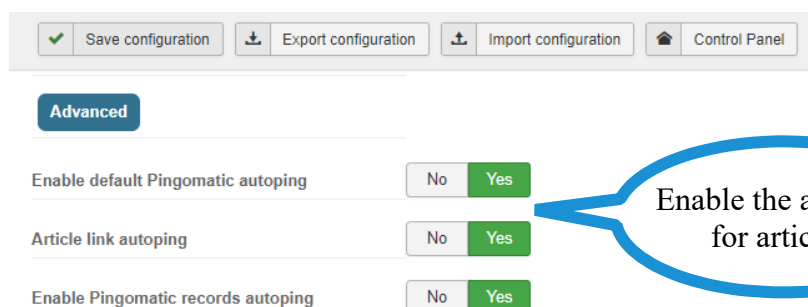 Save configuration Export configuration Import configuration Control Panel
Advanced
Enable default Pingomatic autoping No Yes
Enable the
for
Article link autoping No Yes
Enable Pingomatic records autoping No Yes